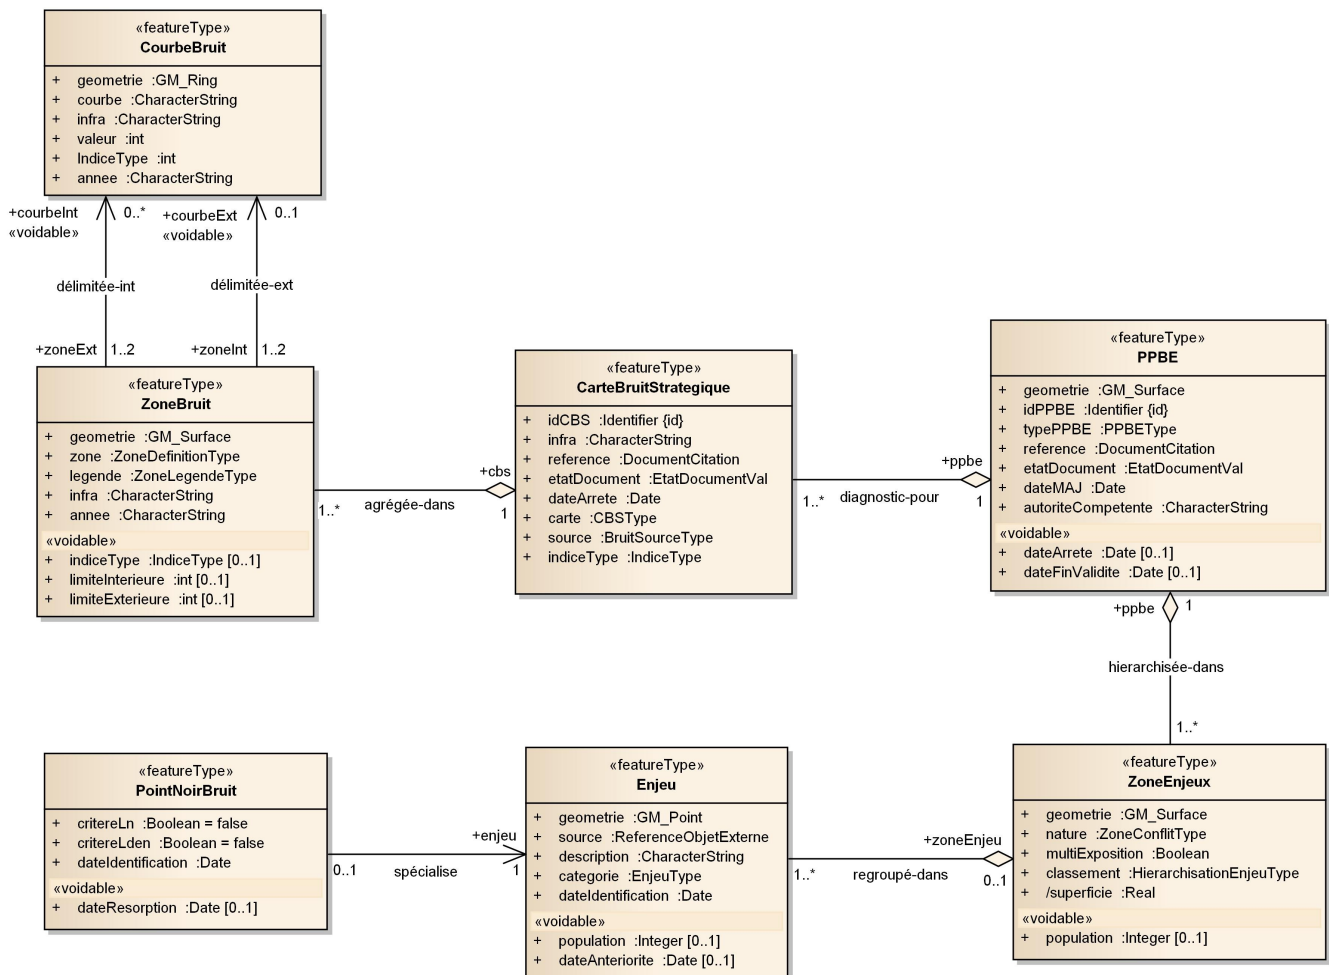 «featureType»
CourbeBruit
+ geometrie :GM_Ring
+ courbe :CharacterString
+ infra :CharacterString
+ valeur :int
+ IndiceType :int
+ annee :CharacterString
+courbeInt
«voidable»
0..*
+courbeExt
«voidable»
0..1
délimitée-int
délimitée-ext
+zoneExt
1..2
+zoneInt
1..2
«featureType»
ZoneBruit
+ geometrie :GM_Surface
+ zone :ZoneDefinitionType
+ legende :ZoneLegendeType
+ infra :CharacterString
+ annee :CharacterString
«voidable»
+ indiceType :IndiceType [0..1]
+ limiteInterieure :int [0..1]
+ limiteExterieure :int [0..1]
1..*
agrégée-dans
+cbs
1
«featureType»
CarteBruitStrategique
+ idCBS :Identifier {id}
+ infra :CharacterString
+ reference :DocumentCitation
+ etatDocument :EtatDocumentVal
+ dateArrete :Date
+ carte :CBSType
+ source :BruitSourceType
+ indiceType :IndiceType
1..*
diagnostic-pour
+ppbe
1
«featureType»
PPBE
+ geometrie :GM_Surface
+ idPPBE :Identifier {id}
+ typePPBE :PPBEType
+ reference :DocumentCitation
+ etatDocument :EtatDocumentVal
+ dateMAJ :Date
+ autoriteCompetente :CharacterString
«voidable»
+ dateArrete :Date [0..1]
+ dateFinValidite :Date [0..1]
+ppbe
1
hierarchisée-dans
1..*
«featureType»
PointNoirBruit
+ critereLn :Boolean = false
+ critereLden :Boolean = false
+ dateIdentification :Date
«voidable»
+ dateResorption :Date [0..1]
0..1
spécialise
+enjeu
1
«featureType»
Enjeu
+ geometrie :GM_Point
+ source :ReferenceObjetExterne
+ description :CharacterString
+ categorie :EnjeuType
+ dateIdentification :Date
«voidable»
+ population :Integer [0..1]
+ dateAnteriorite :Date [0..1]
1..*
regroupé-dans
+zoneEnjeu
0..1
«featureType»
ZoneEnjeux
+ geometrie :GM_Surface
+ nature :ZoneConflitType
+ multiExposition :Boolean
+ classement :HierarchisationEnjeuType
+ /superficie :Real
«voidable»
+ population :Integer [0..1]